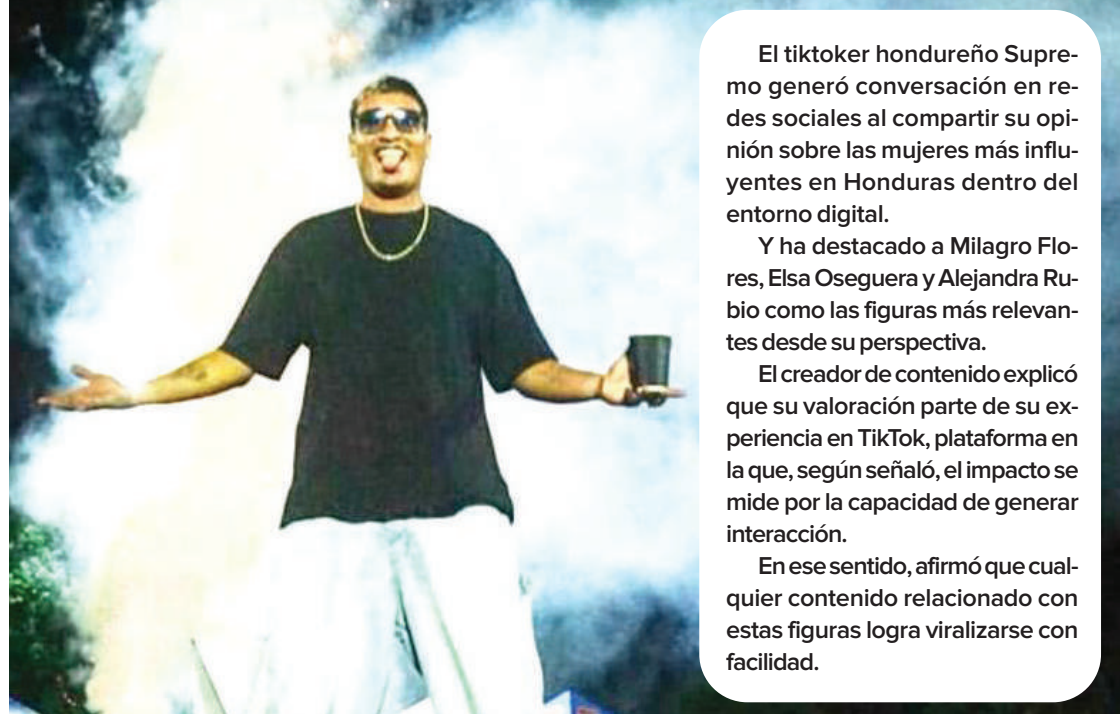 El tiktoker hondureño Supre-
mo generó conversación en re-
des sociales al compartir su opi-
nión sobre las mujeres más influ-
yentes en Honduras dentro del
entorno digital.
Y ha destacado a Milagro Flo-
res, Elsa Oseguera y Alejandra Ru-
bio como las figuras más relevan-
tes desde su perspectiva.
El creador de contenido explicó
que su valoración parte de su ex-
periencia en TikTok, plataforma en
la que, según señaló, el impacto se
mide por la capacidad de generar
interacción.
En ese sentido, afirmó que cual-
quier contenido relacionado con
estas figuras logra viralizarse con
facilidad.